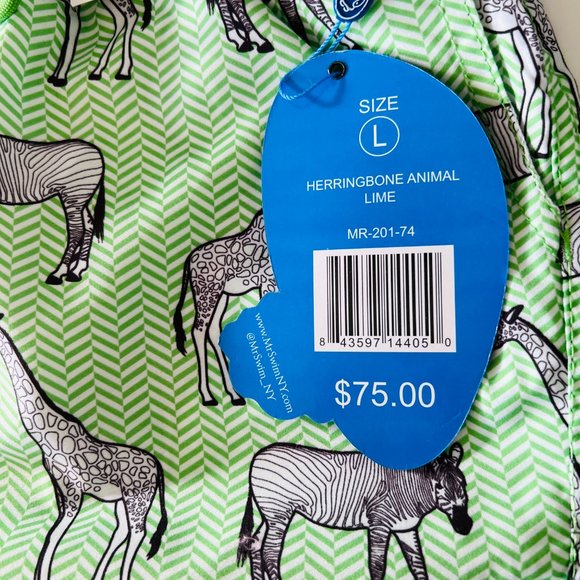 SIZE
L
HERRINGBONE ANIMAL
LIME
MR-201-74
8 43597 14405 0
$75.00
www.MrSwimNY.com
@MrSwim_NY